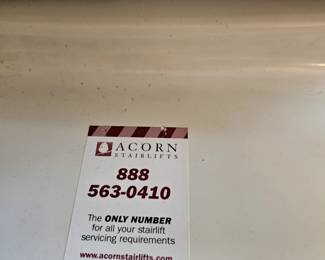 ACORN
STAIRLIFTS
888
563-0410
The ONLY NUMBER
for all your stairlift
servicing requirements
www.acornstairlifts.com